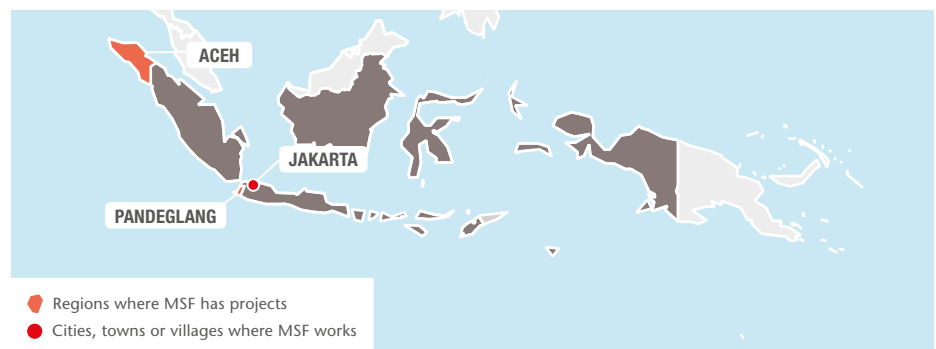 ACEH
JAKARTA
PANDEGLANG
Regions where MSF has projects
Cities, towns or villages where MSF works